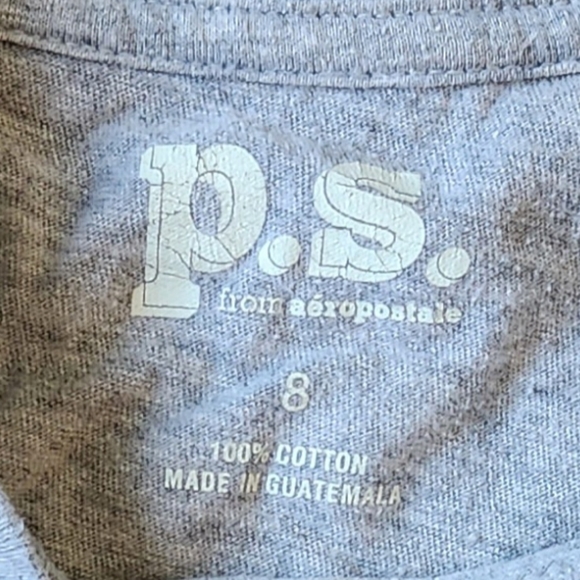 p.s.
from aéropostale
8
100% COTTON
MADE IN GUATEMALA